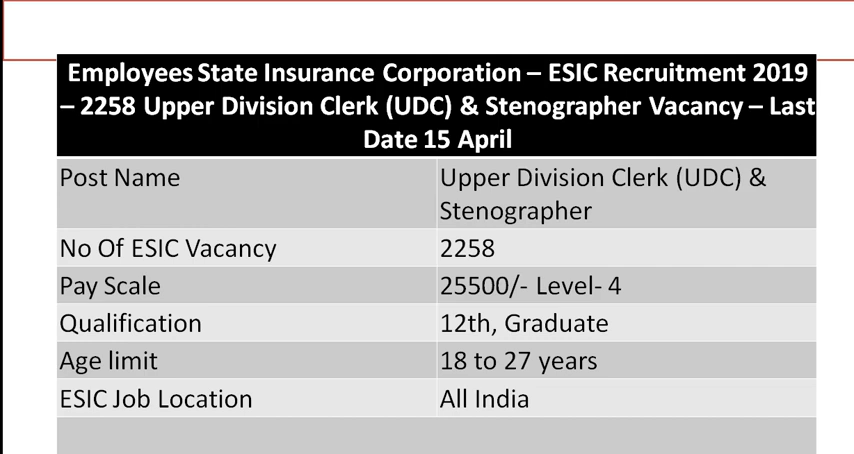 Employees State Insurance Corporation – ESIC Recruitment 2019
– 2258 Upper Division Clerk (UDC) & Stenographer Vacancy – Last
Date 15 April
Post Name
Upper Division Clerk (UDC) &
Stenographer
No Of ESIC Vacancy
2258
Pay Scale
25500/- Level- 4
Qualification
12th, Graduate
Age limit
18 to 27 years
ESIC Job Location
All India